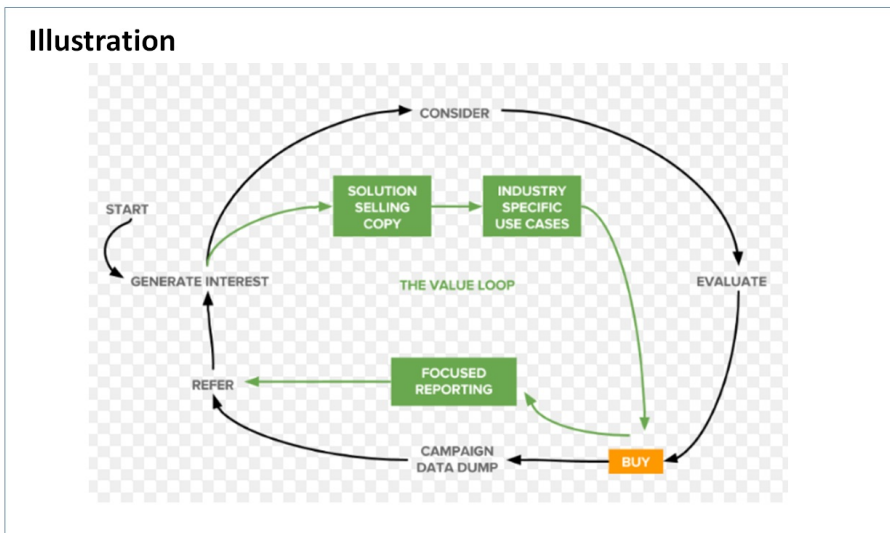 Illustration
CONSIDER
SOLUTION
SELLING
COPY
INDUSTRY
SPECIFIC
USE CASES
START
GENERATE INTEREST
THE VALUE LOOP
EVALUATE
FOCUSED
REPORTING
REFER
CAMPAIGN
DATA DUMP
BUY